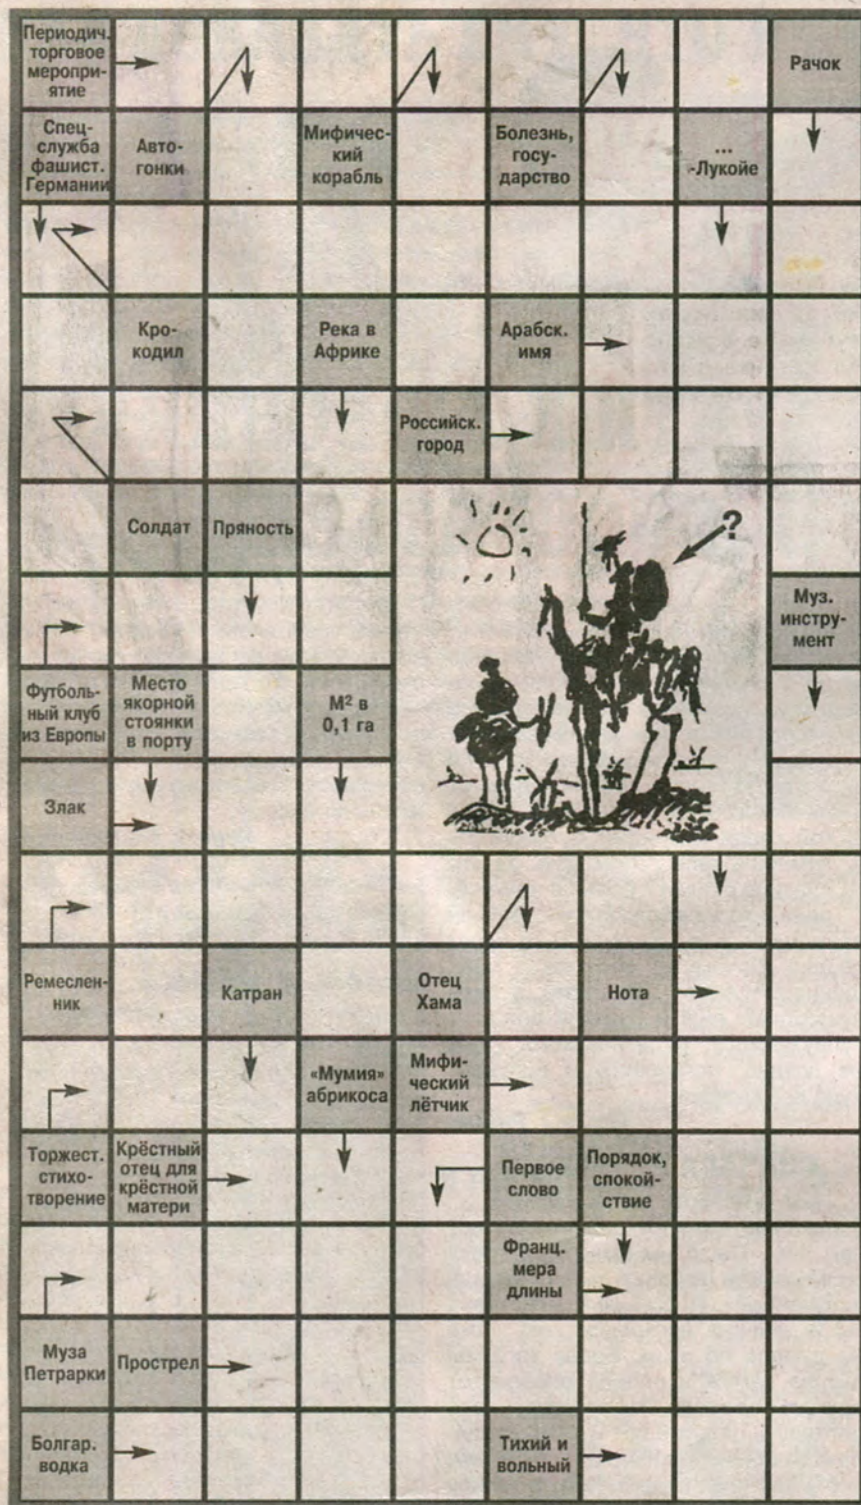 Периодич.
торговое
меропри-
ятие
Рачок
Спец-
служба
фашист.
Германии
Авто-
гонки
Мифичес-
кий
корабль
Болезнь,
госу-
дарство
...
-Лукойе
Кро-
кодил
Река в
Африке
Арабск.
имя
Российск.
город
Солдат
Пряность
?
Муз.
инстру-
мент
Футболь-
ный клуб
из Европы
Место
якорной
стоянки
в порту
М² в
0,1 га
Злак
Ремеслен-
ник
Катран
Отец
Хама
Нота
«Мумия»
абрикоса
Мифи-
ческий
лётчик
Торжест.
стихо-
творение
Крёстный
отец для
крёстной
матери
Первое
слово
Порядок,
спокой-
ствие
Франц.
мера
длины
Муза
Петрарки
Прострел
Болгар.
водка
Тихий и
вольный